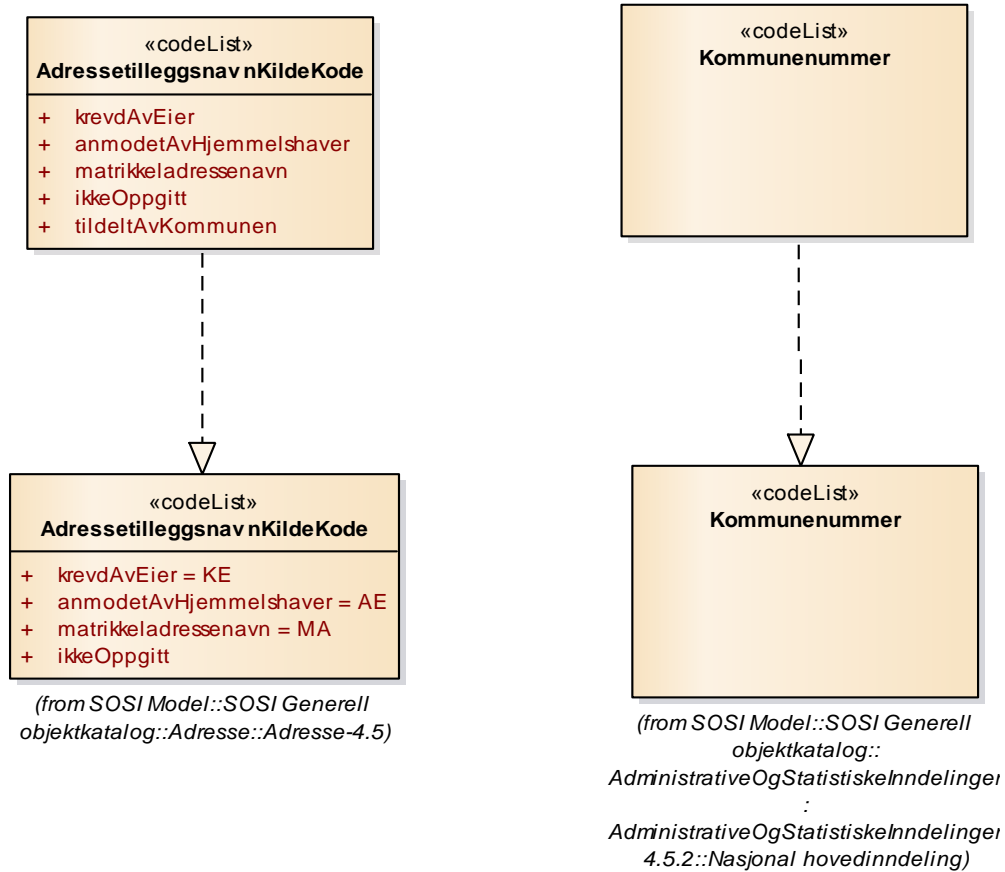 «codeList»
AdressetilleggsnavnKildeKode
+ krevdAvEier
+ anmodetAvHjemmelshaver
+ matrikkeladressenavn
+ ikkeOppgitt
+ tildeltAvKommunen
«codeList»
Kommunenummer
«codeList»
AdressetilleggsnavnKildeKode
+ krevdAvEier = KE
+ anmodetAvHjemmelshaver = AE
+ matrikkeladressenavn = MA
+ ikkeOppgitt
(from SOSI Model::SOSI Generell
objektkatalog::Adresse::Adresse-4.5)
«codeList»
Kommunenummer
(from SOSI Model::SOSI Generell
objektkatalog::
AdministrativeOgStatistiskeInndelinger
:
AdministrativeOgStatistiskeInndelinger
4.5.2::Nasjonal hovedinndeling)